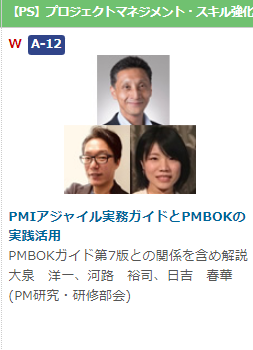 【PS】プロジェクトマネジメント・スキル強化
W A-12
PMIアジャイル実務ガイドとPMBOKの
実践活用
PMBOKガイド第7版との関係を含め解説
大泉　洋一、河路　裕司、日吉　春華
(PM研究・研修部会)